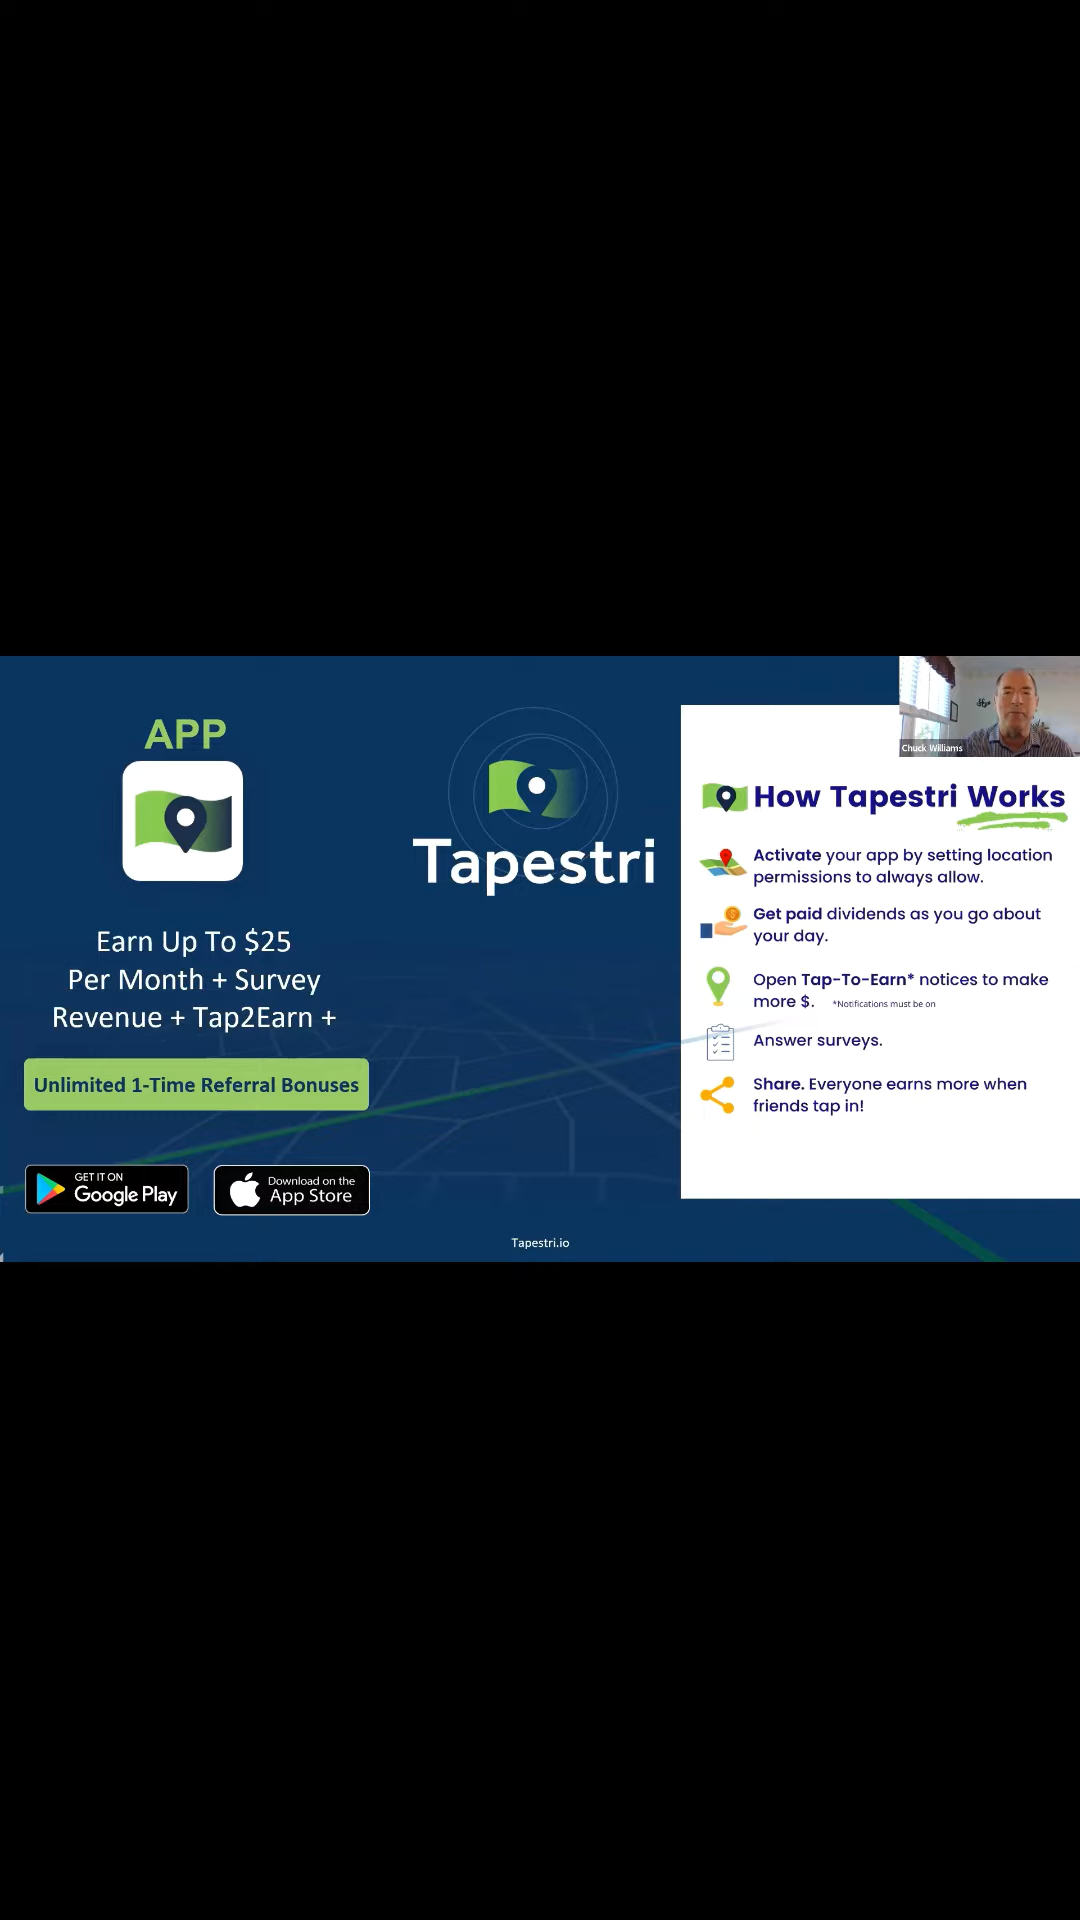 APP
Earn Up To $25
Per Month + Survey
Revenue + Tap2Earn +
Unlimited 1-Time Referral Bonuses
GET IT ON
Google Play
Download on the
App Store
Tapestri
Tapestri.io
Chuck Williams
How Tapestri Works
Activate your app by setting location
permissions to always allow.
Get paid dividends as you go about
your day.
Open Tap-To-Earn* notices to make
more $. *Notifications must be on
Answer surveys.
Share. Everyone earns more when
friends tap in!